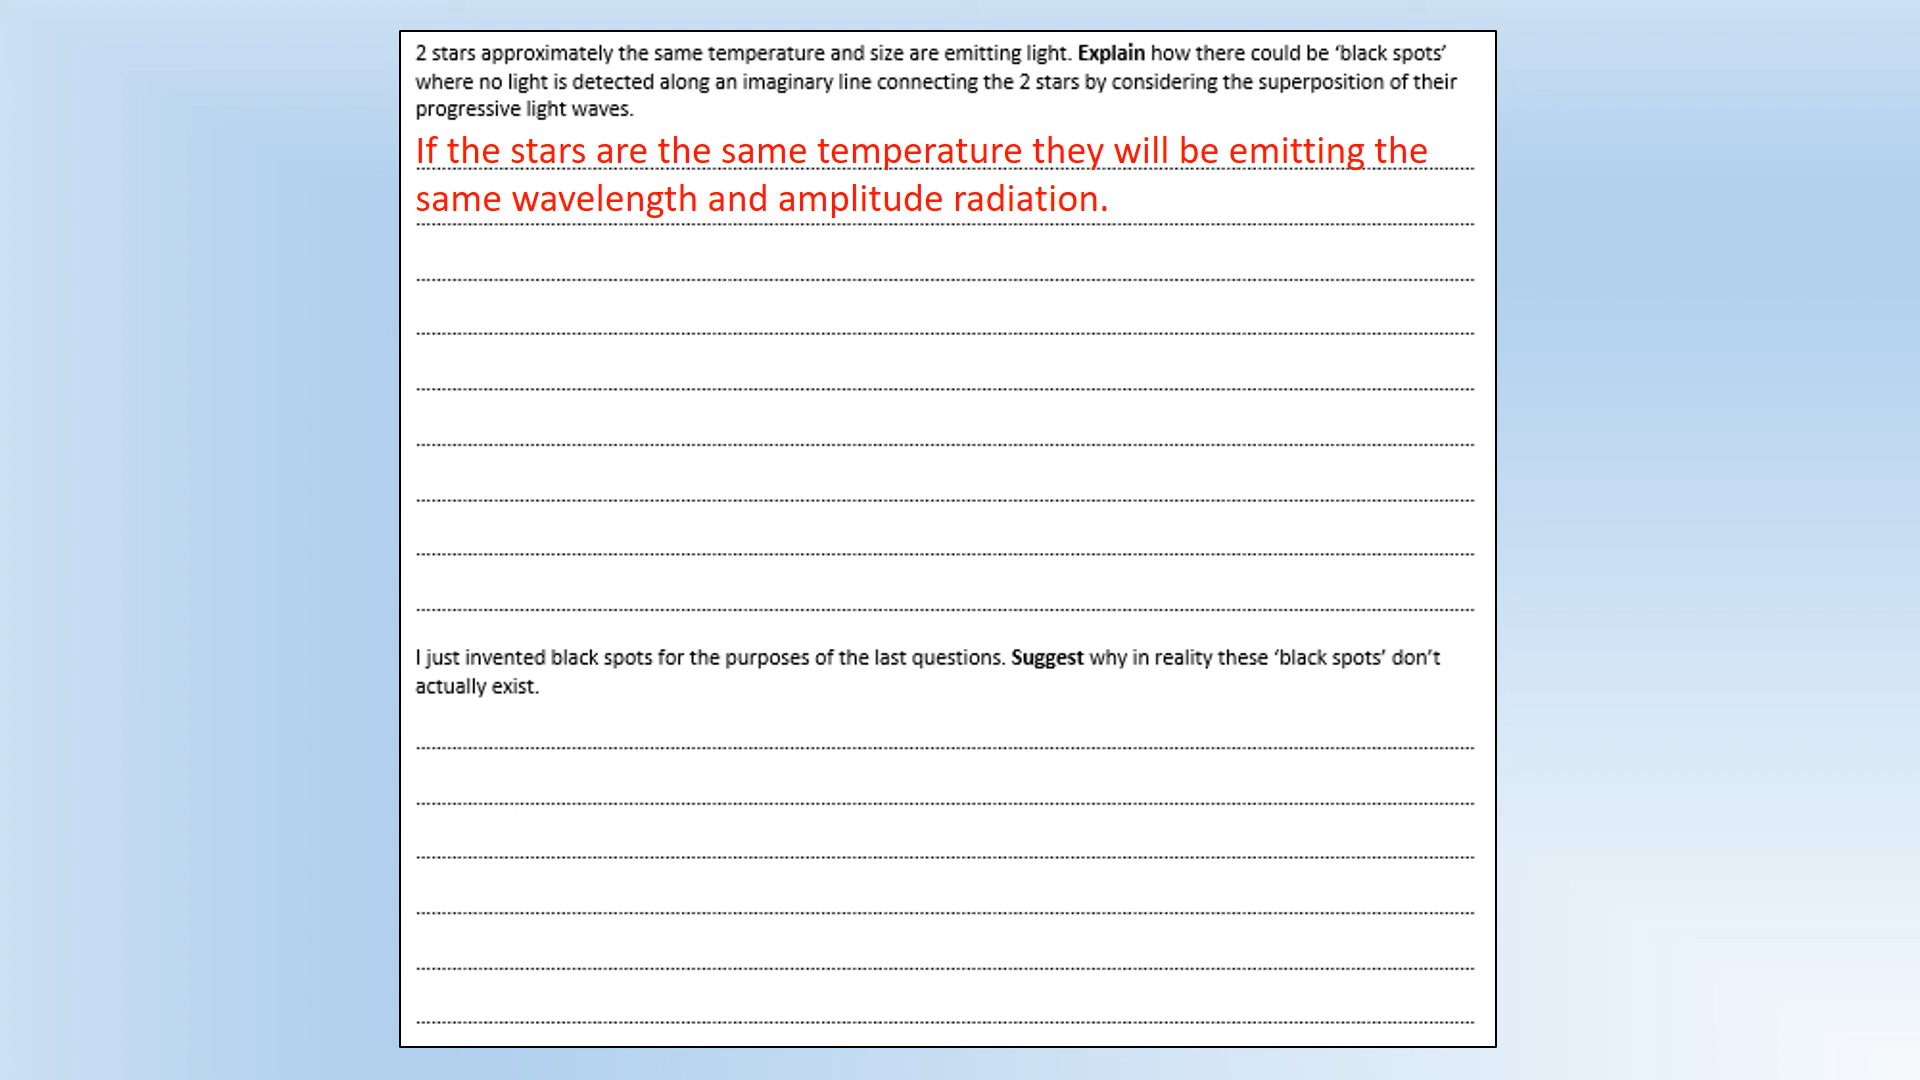 2 stars approximately the same temperature and size are emitting light. Explain how there could be ‘black spots’
where no light is detected along an imaginary line connecting the 2 stars by considering the superposition of their
progressive light waves.
If the stars are the same temperature they will be emitting the
same wavelength and amplitude radiation.
I just invented black spots for the purposes of the last questions. Suggest why in reality these ‘black spots’ don’t
actually exist.